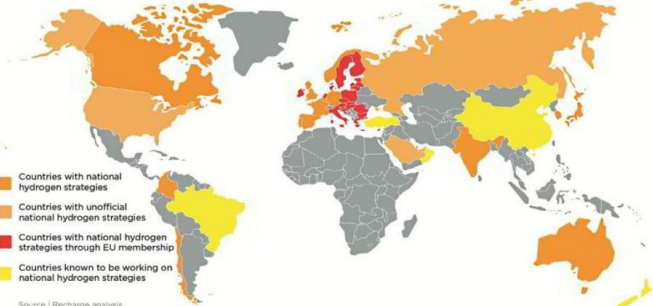 Countries with national
hydrogen strategies
Countries with unofficial
national hydrogen strategies
Countries with national hydrogen
strategies through EU membership
Countries known to be working on
national hydrogen strategies
Source | Recharge analysis